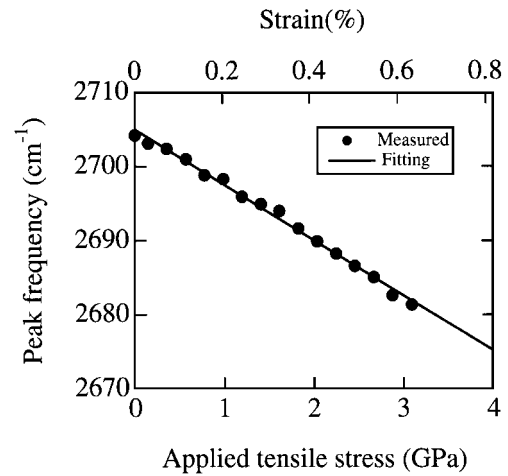 Strain(%)
0 0.2 0.4 0.6 0.8
2710
2700
2690
2680
2670
Peak frequency (cm-1)
Measured
Fitting
0 1 2 3 4
Applied tensile stress (GPa)